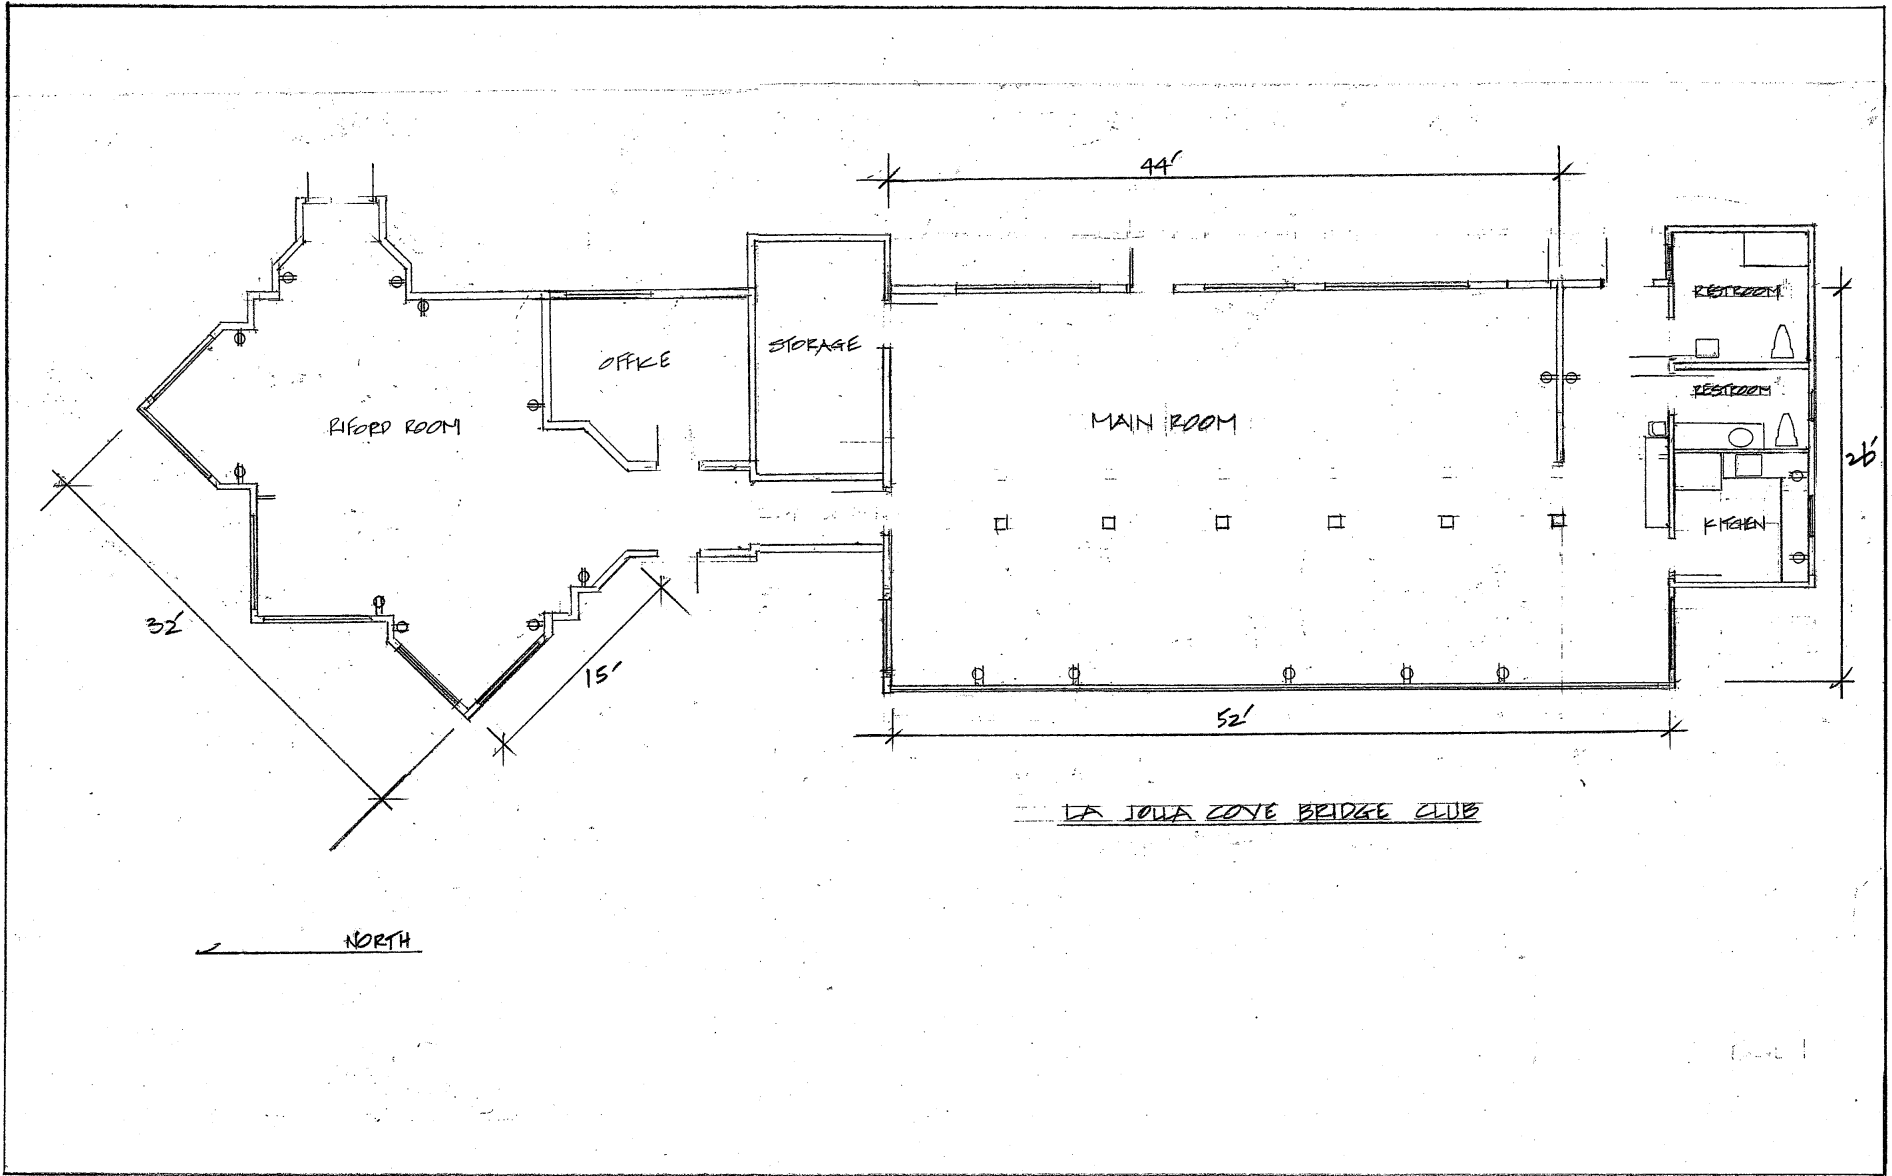 44'
RESTROOM
STORAGE
OFFICE
RESTROOM
RIFORD ROOM
MAIN ROOM
26'
KITCHEN
32'
15'
52'
LA JOLLA COVE BRIDGE CLUB
NORTH